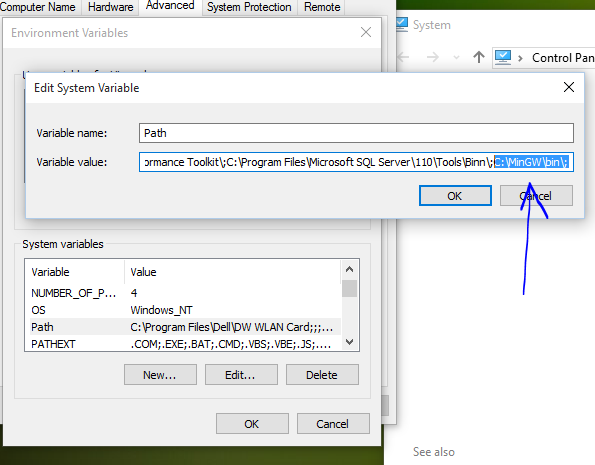 Computer Name Hardware Advanced System Protection Remote
Environment Variables
System
Control Pan
Edit System Variable
Variable name: Path
Variable value: ormance Toolkit\;C:\Program Files\Microsoft SQL Server\110\Tools\Binn\;C:\MinGW\bin\;
OK Cancel
System variables
Variable Value
NUMBER_OF_P... 4
OS Windows_NT
Path C:\Program Files\Dell\DW WLAN Card;;;...
PATHEXT .COM;.EXE;.BAT;.CMD;.VBS;.VBE;.JS;....
New... Edit... Delete
OK Cancel
See also